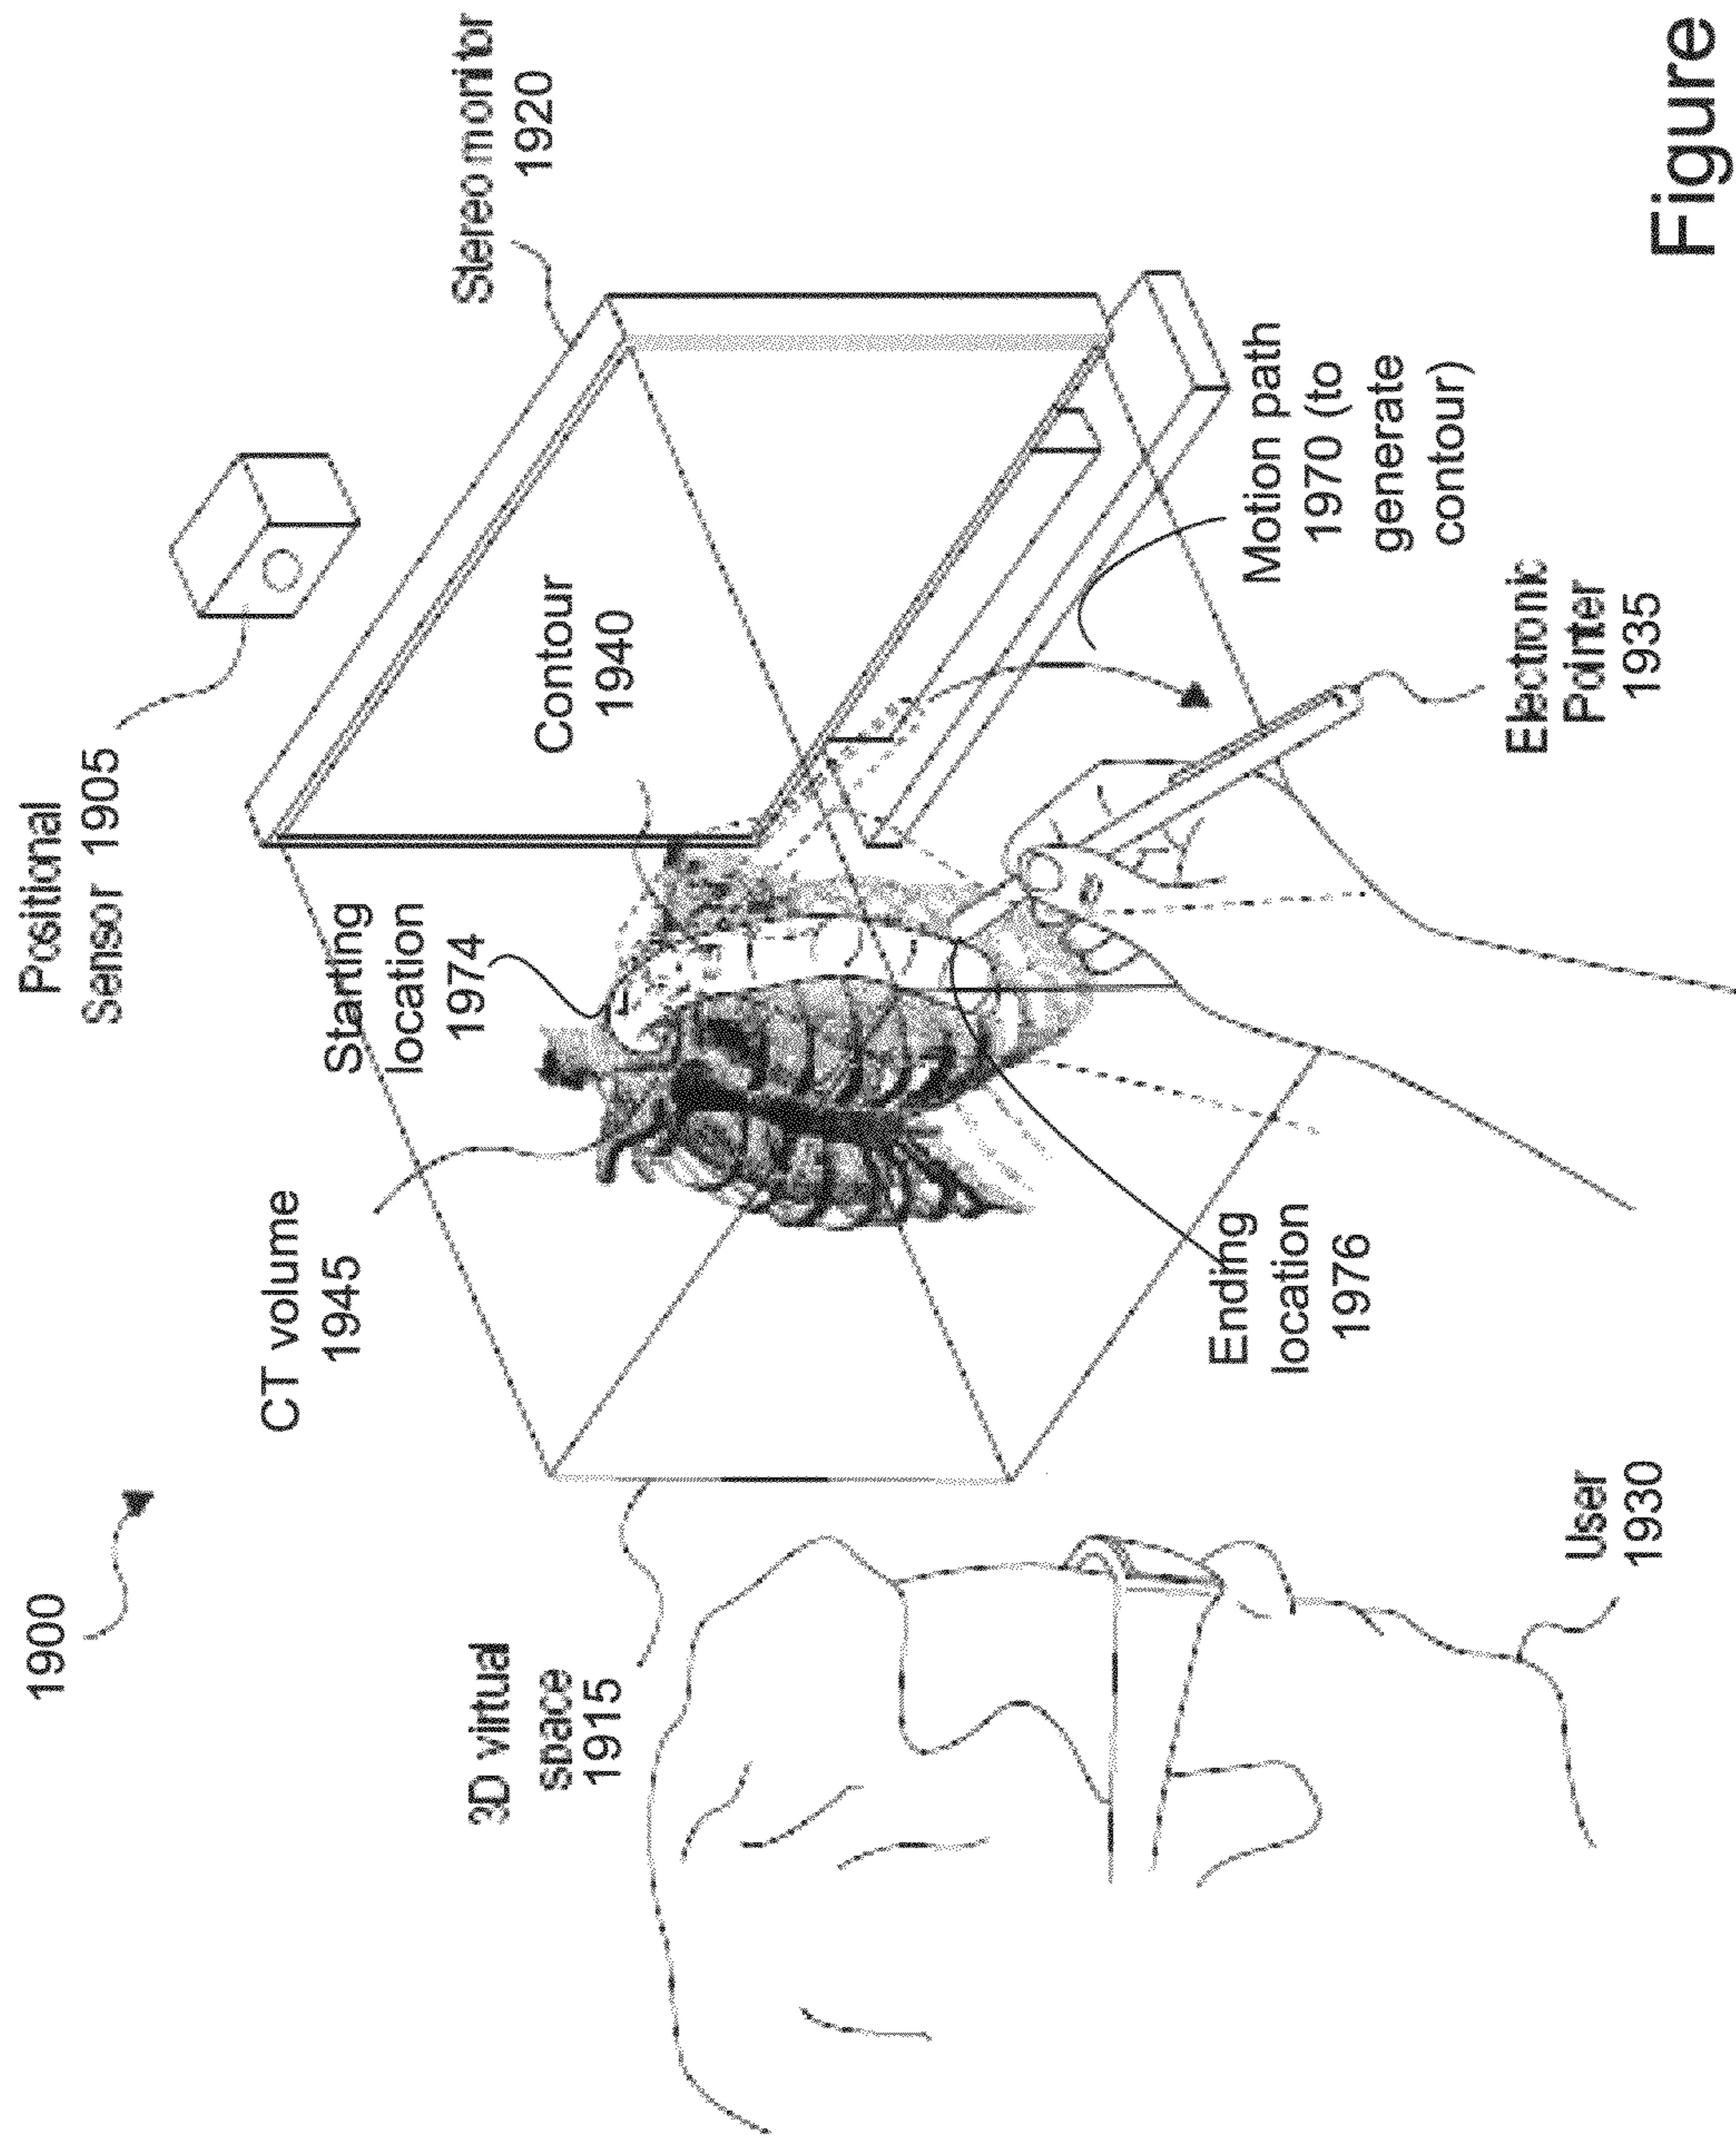 1900
Positional
Sensor 1905
CT volume
1945
Starting
location
1974
Contour
1940
Stereo monitor
1920
3D virtual
space
1915
Ending
location
1976
Motion path
1970 (to
generate
contour)
Electronic
Pointer
1935
User
1930
Figure